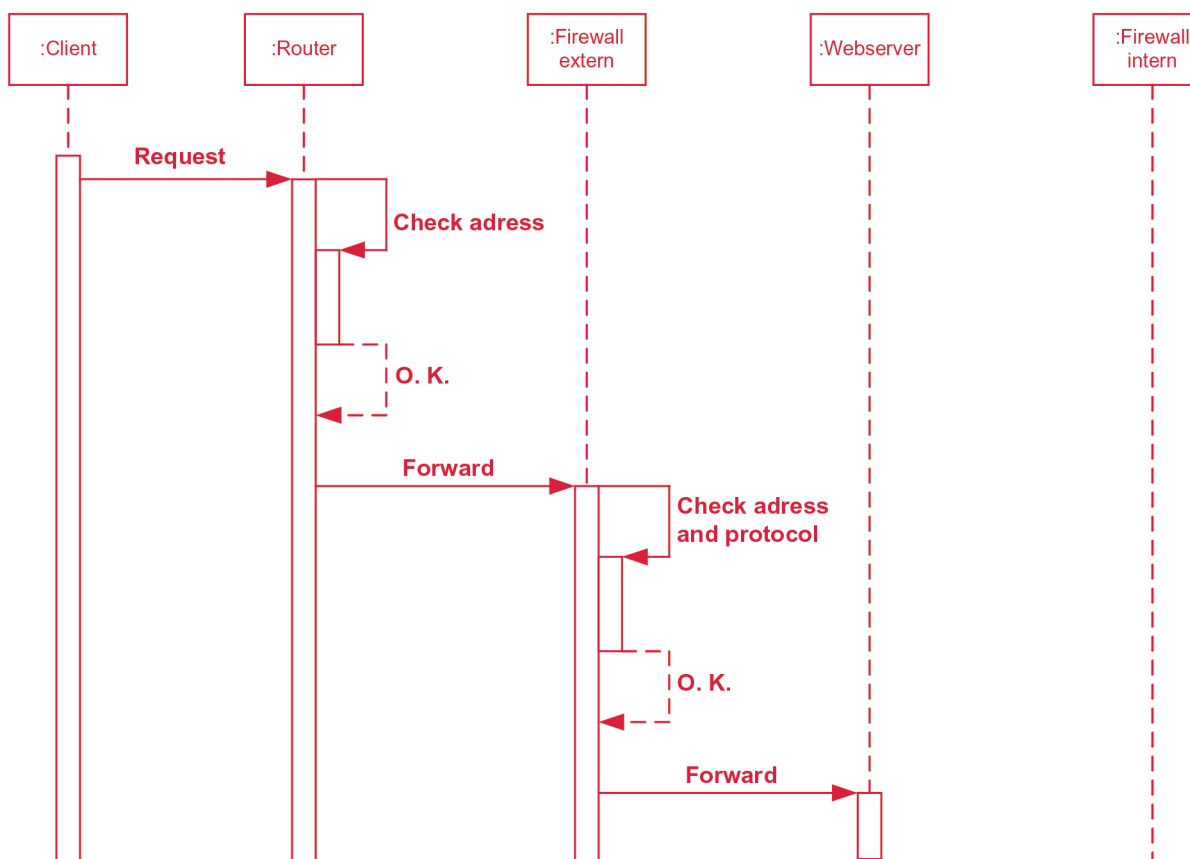 :Client
:Router
:Firewall
extern
:Webserver
:Firewall
intern
Request
Check adress
O. K.
Forward
Check adress
and protocol
O. K.
Forward